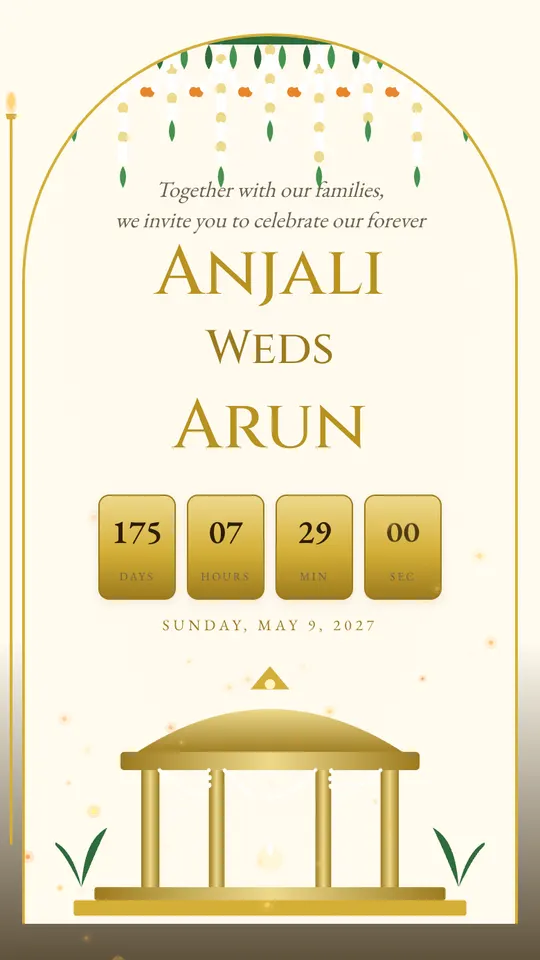 Together with our families,
we invite you to celebrate our forever
ANJALI
WEDS
ARUN
175 07 29 00
DAYS HOURS MIN SEC
SUNDAY, MAY 9, 2027